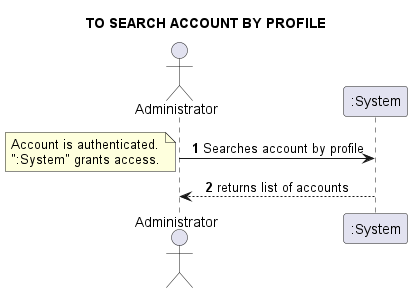 TO SEARCH ACCOUNT BY PROFILE
Administrator
:System
Account is authenticated.
":System" grants access.
1 Searches account by profile
2 returns list of accounts
Administrator
:System